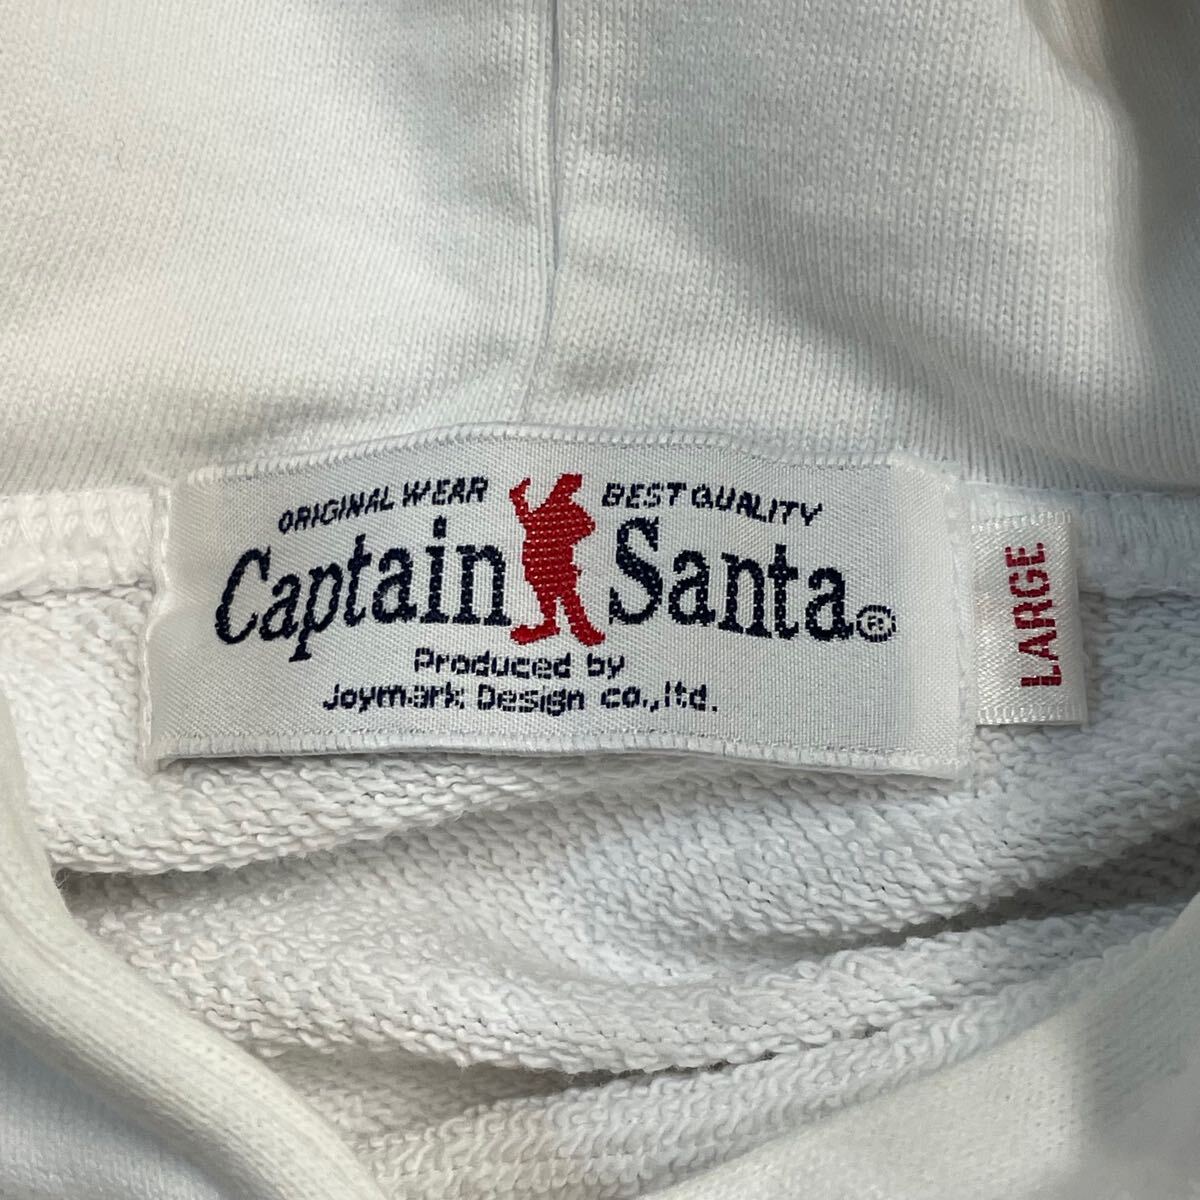 ORIGINAL WEAR BEST QUALITY
Captain Santa®
Produced by
Joymark Design co.,ltd.
LARGE